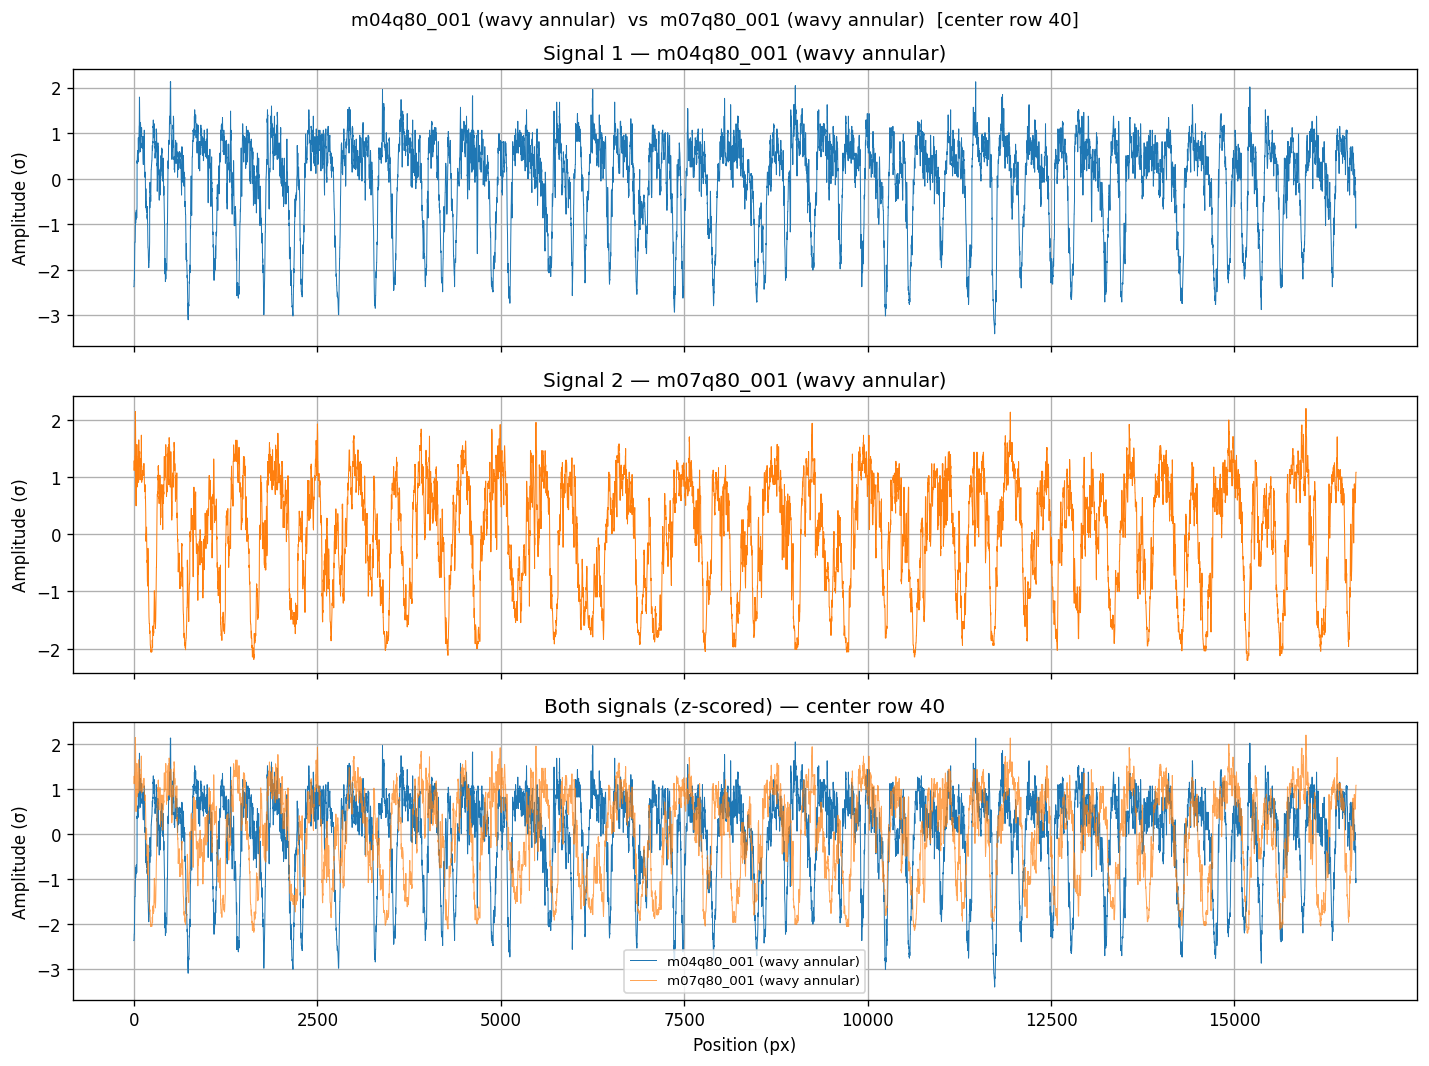 m04q80_001 (wavy annular)  vs  m07q80_001 (wavy annular)  [center row 40]
Signal 1 — m04q80_001 (wavy annular)
Amplitude (σ)
2
1
0
−1
−2
−3
Signal 2 — m07q80_001 (wavy annular)
Amplitude (σ)
2
1
0
−1
−2
Both signals (z-scored) — center row 40
Amplitude (σ)
2
1
0
−1
−2
−3
m04q80_001 (wavy annular)
m07q80_001 (wavy annular)
0 2500 5000 7500 10000 12500 15000
Position (px)